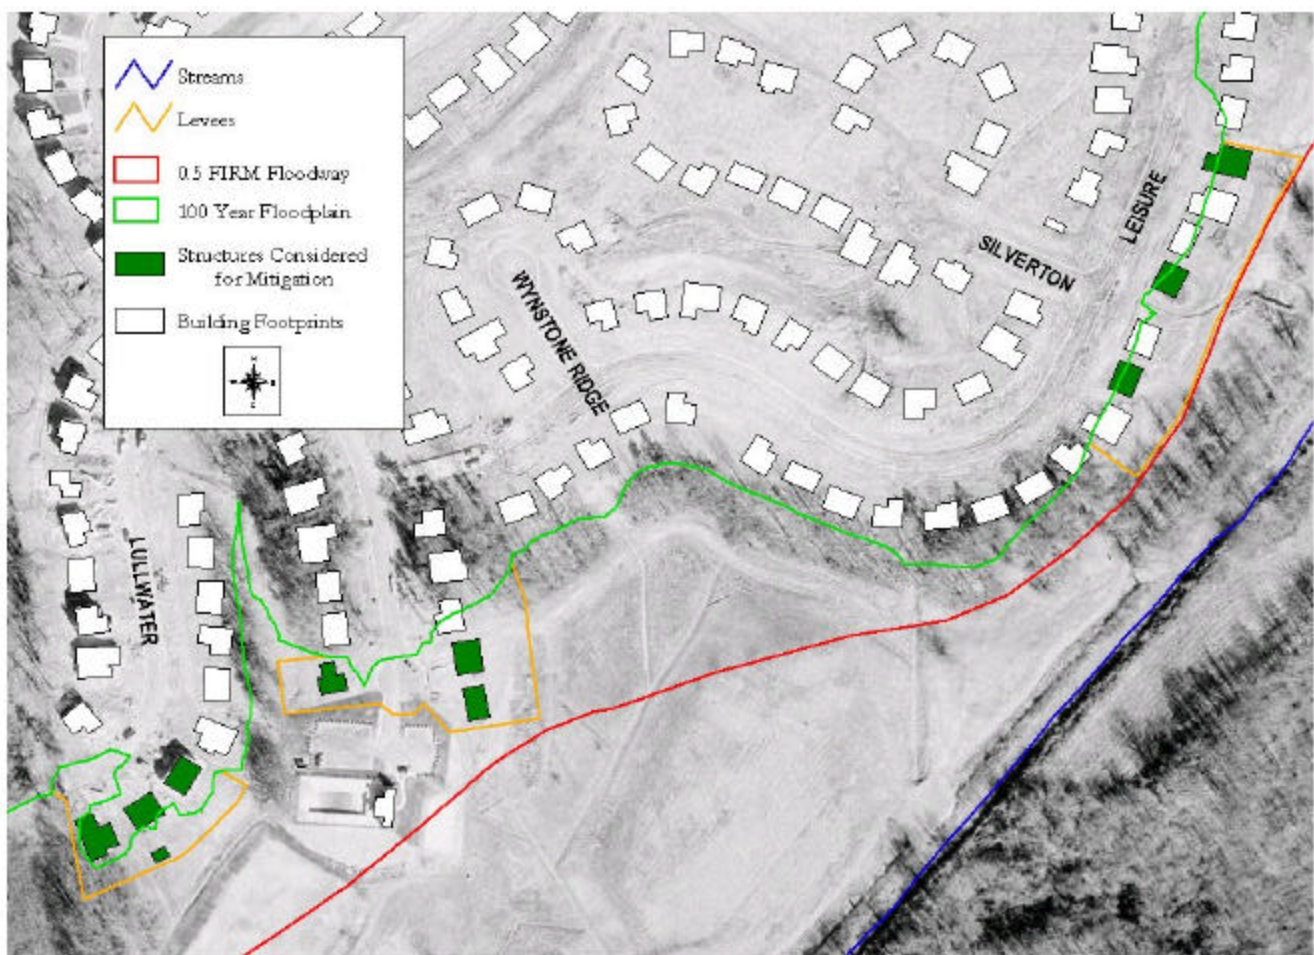 Streams
Levees
0.5 FIRM Floodway
100 Year Floodplain
Structures Considered
for Mitigation
Building Footprints
LEISURE
SILVERTON
WYNSTONE RIDGE
LULLWATER